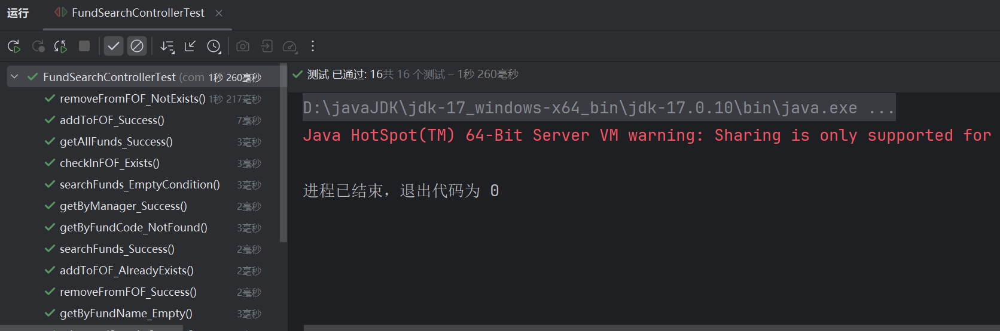 运行 FundSearchControllerTest
FundSearchControllerTest (com 1秒 260毫秒
removeFromFOF_NotExists() 1秒 217毫秒
addToFOF_Success() 7毫秒
getAllFunds_Success() 3毫秒
checkInFOF_Exists() 3毫秒
searchFunds_EmptyCondition() 3毫秒
getByManager_Success() 2毫秒
getByFundCode_NotFound() 3毫秒
searchFunds_Success() 2毫秒
addToFOF_AlreadyExists() 2毫秒
removeFromFOF_Success() 2毫秒
getByFundName_Empty() 3毫秒
测试 已通过: 16共 16 个测试 – 1秒 260毫秒
D:\javaJDK\jdk-17_windows-x64_bin\jdk-17.0.10\bin\java.exe ...
Java HotSpot(TM) 64-Bit Server VM warning: Sharing is only supported for
进程已结束，退出代码为 0